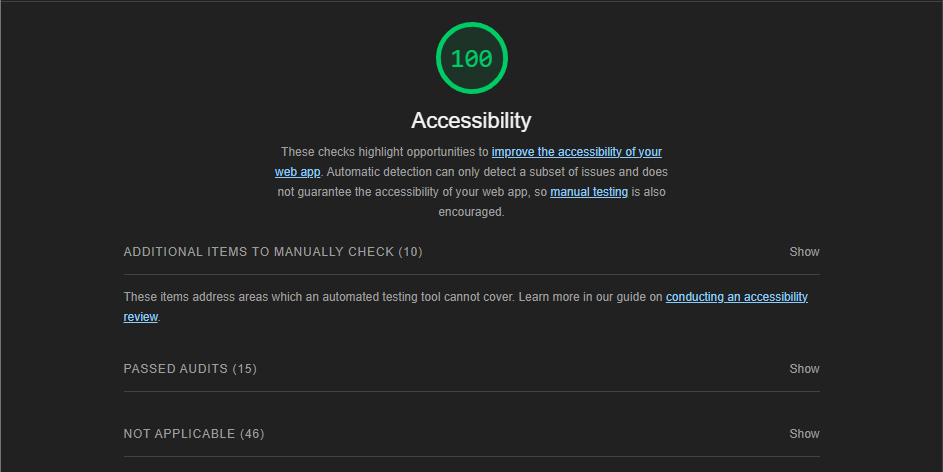 100
Accessibility
These checks highlight opportunities to improve the accessibility of your
web app. Automatic detection can only detect a subset of issues and does
not guarantee the accessibility of your web app, so manual testing is also
encouraged.
ADDITIONAL ITEMS TO MANUALLY CHECK (10) Show
These items address areas which an automated testing tool cannot cover. Learn more in our guide on conducting an accessibility
review.
PASSED AUDITS (15) Show
NOT APPLICABLE (46) Show